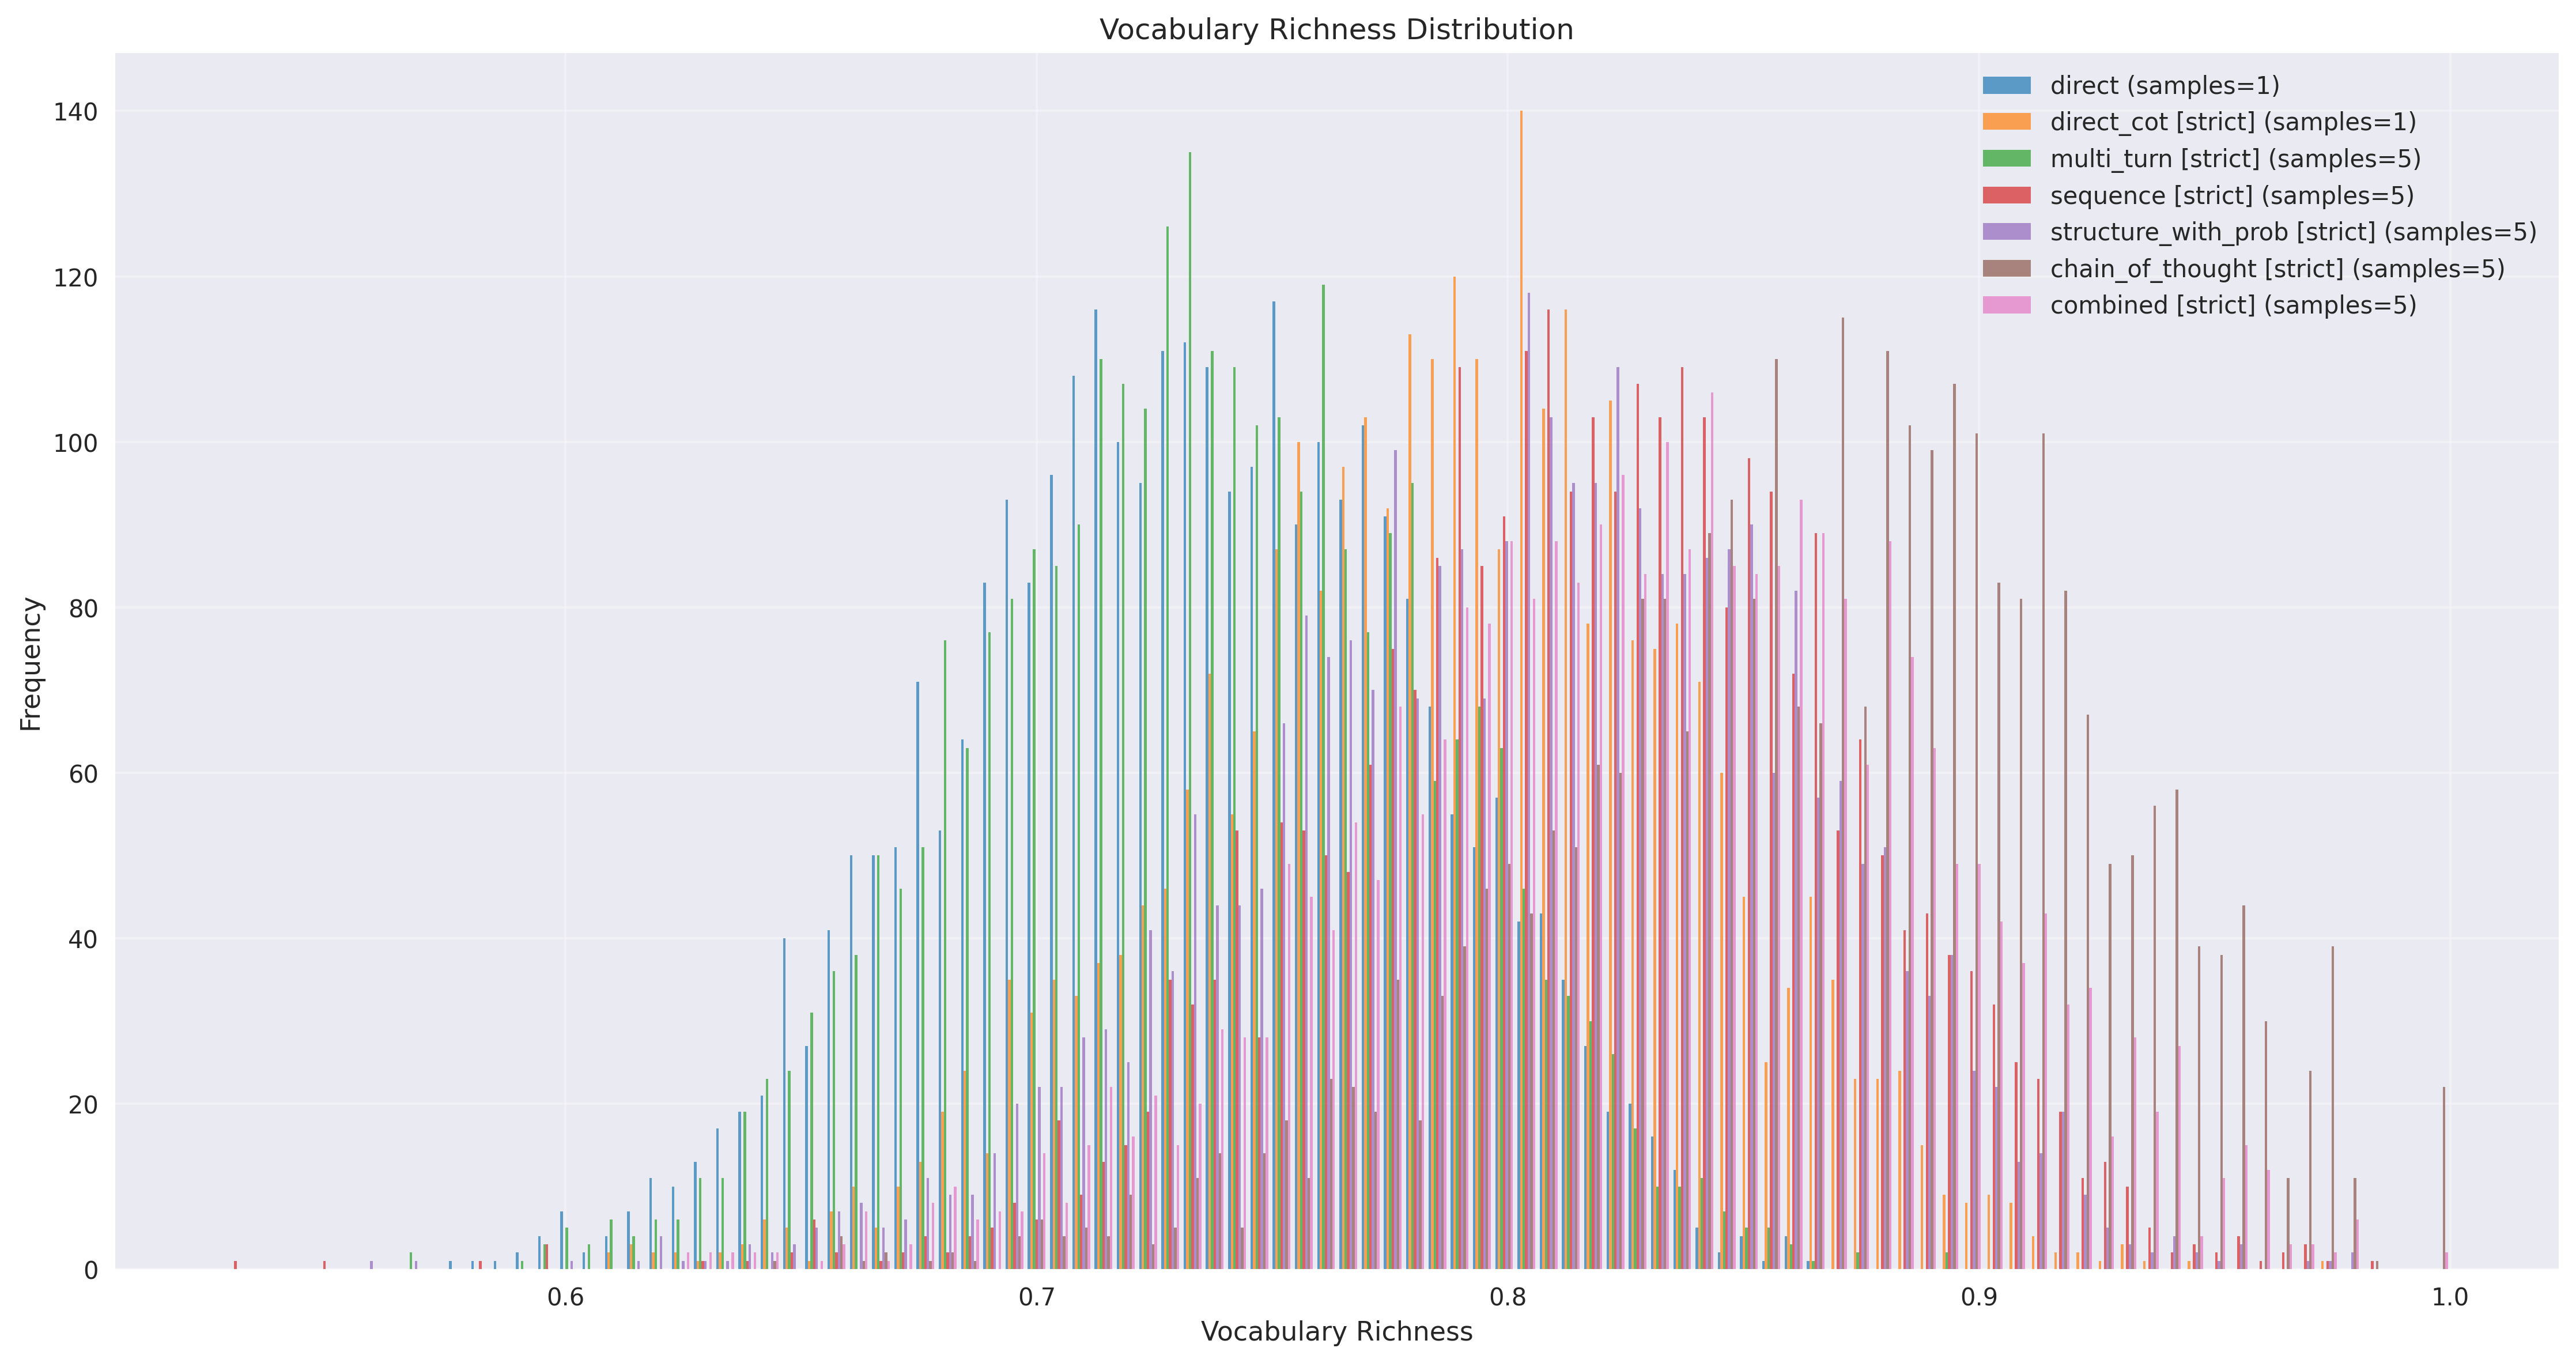 Vocabulary Richness Distribution
direct (samples=1)
direct_cot [strict] (samples=1)
multi_turn [strict] (samples=5)
sequence [strict] (samples=5)
structure_with_prob [strict] (samples=5)
chain_of_thought [strict] (samples=5)
combined [strict] (samples=5)
Frequency
140
120
100
80
60
40
20
0
0.6 0.7 0.8 0.9 1.0
Vocabulary Richness